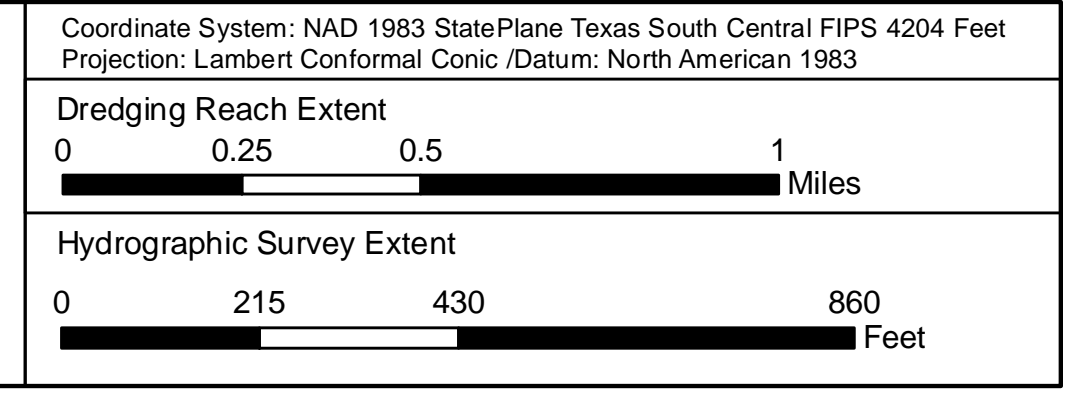 Coordinate System: NAD 1983 StatePlane Texas South Central FIPS 4204 Feet
Projection: Lambert Conformal Conic /Datum: North American 1983
Dredging Reach Extent
0 0.25 0.5 1
Miles
Hydrographic Survey Extent
0 215 430 860
Feet